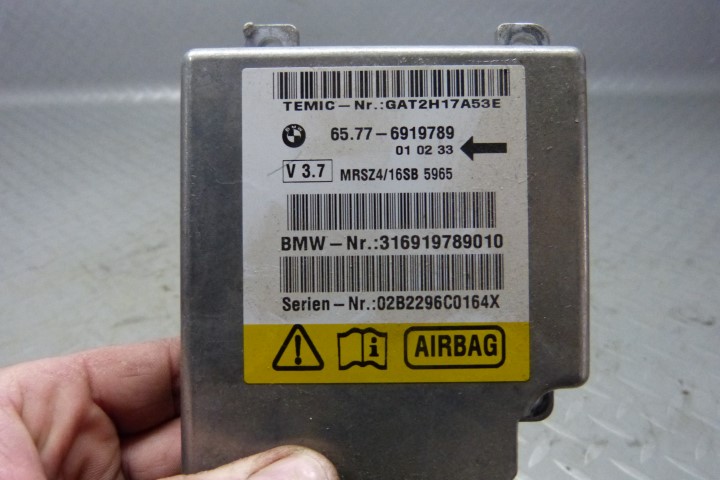 TEMIC-Nr.:GAT2H17A53E
65.77-6919789
01 02 33
V 3.7 MRSZ4/16SB 5965
BMW-Nr.:316919789010
Serien-Nr.:02B2296C0164X
AIRBAG